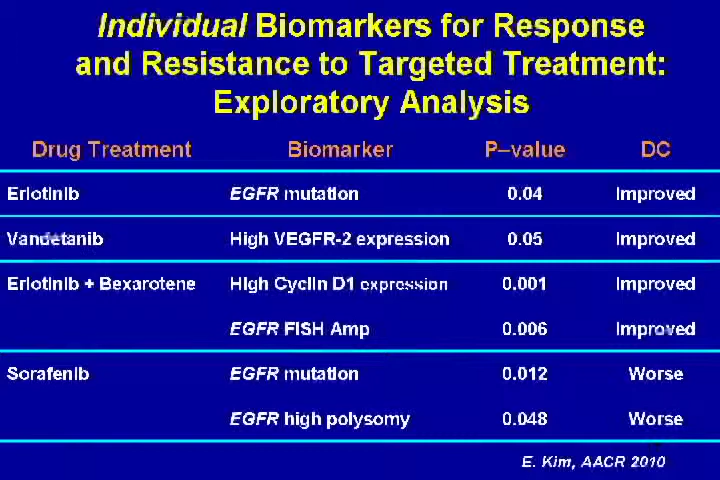 Individual Biomarkers for Response
and Resistance to Targeted Treatment:
Exploratory Analysis
Drug Treatment Biomarker P–value DC
Erlotinib EGFR mutation 0.04 Improved
Vandetanib High VEGFR-2 expression 0.05 Improved
Erlotinib + Bexarotene High Cyclin D1 expression 0.001 Improved
EGFR FISH Amp 0.006 Improved
Sorafenib EGFR mutation 0.012 Worse
EGFR high polysomy 0.048 Worse
E. Kim, AACR 2010